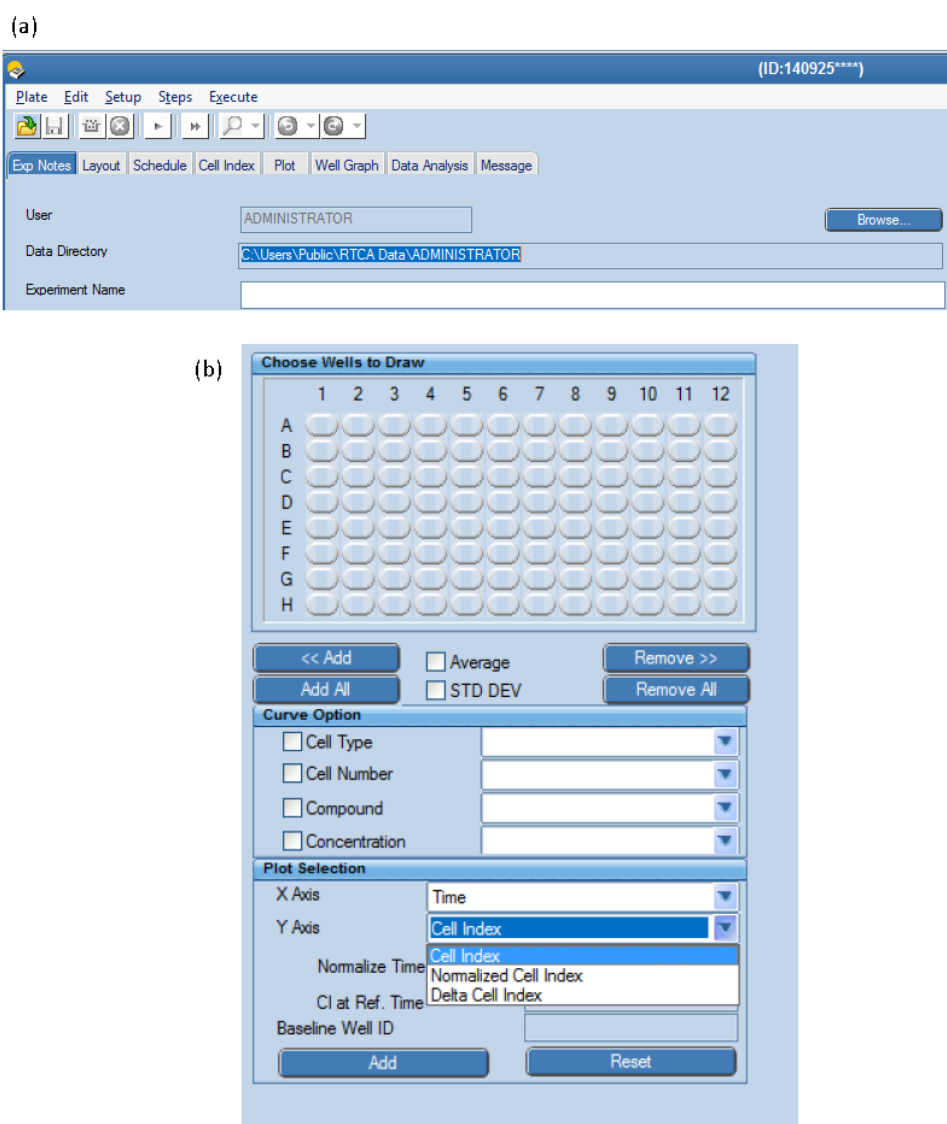 (a)
(ID:140925****)
Plate Edit Setup Steps Execute
Exp Notes Layout Schedule Cell Index Plot Well Graph Data Analysis Message
User ADMINISTRATOR Browse...
Data Directory C:\Users\Public\RTCA Data\ADMINISTRATOR
Experiment Name
(b)
Choose Wells to Draw
1 2 3 4 5 6 7 8 9 10 11 12
A
B
C
D
E
F
G
H
<< Add Average Remove >>
Add All STD DEV Remove All
Curve Option
Cell Type
Cell Number
Compound
Concentration
Plot Selection
X Axis Time
Y Axis Cell Index
Cell Index
Normalize Time Normalized Cell Index
CI at Ref. Time Delta Cell Index
Baseline Well ID
Add Reset